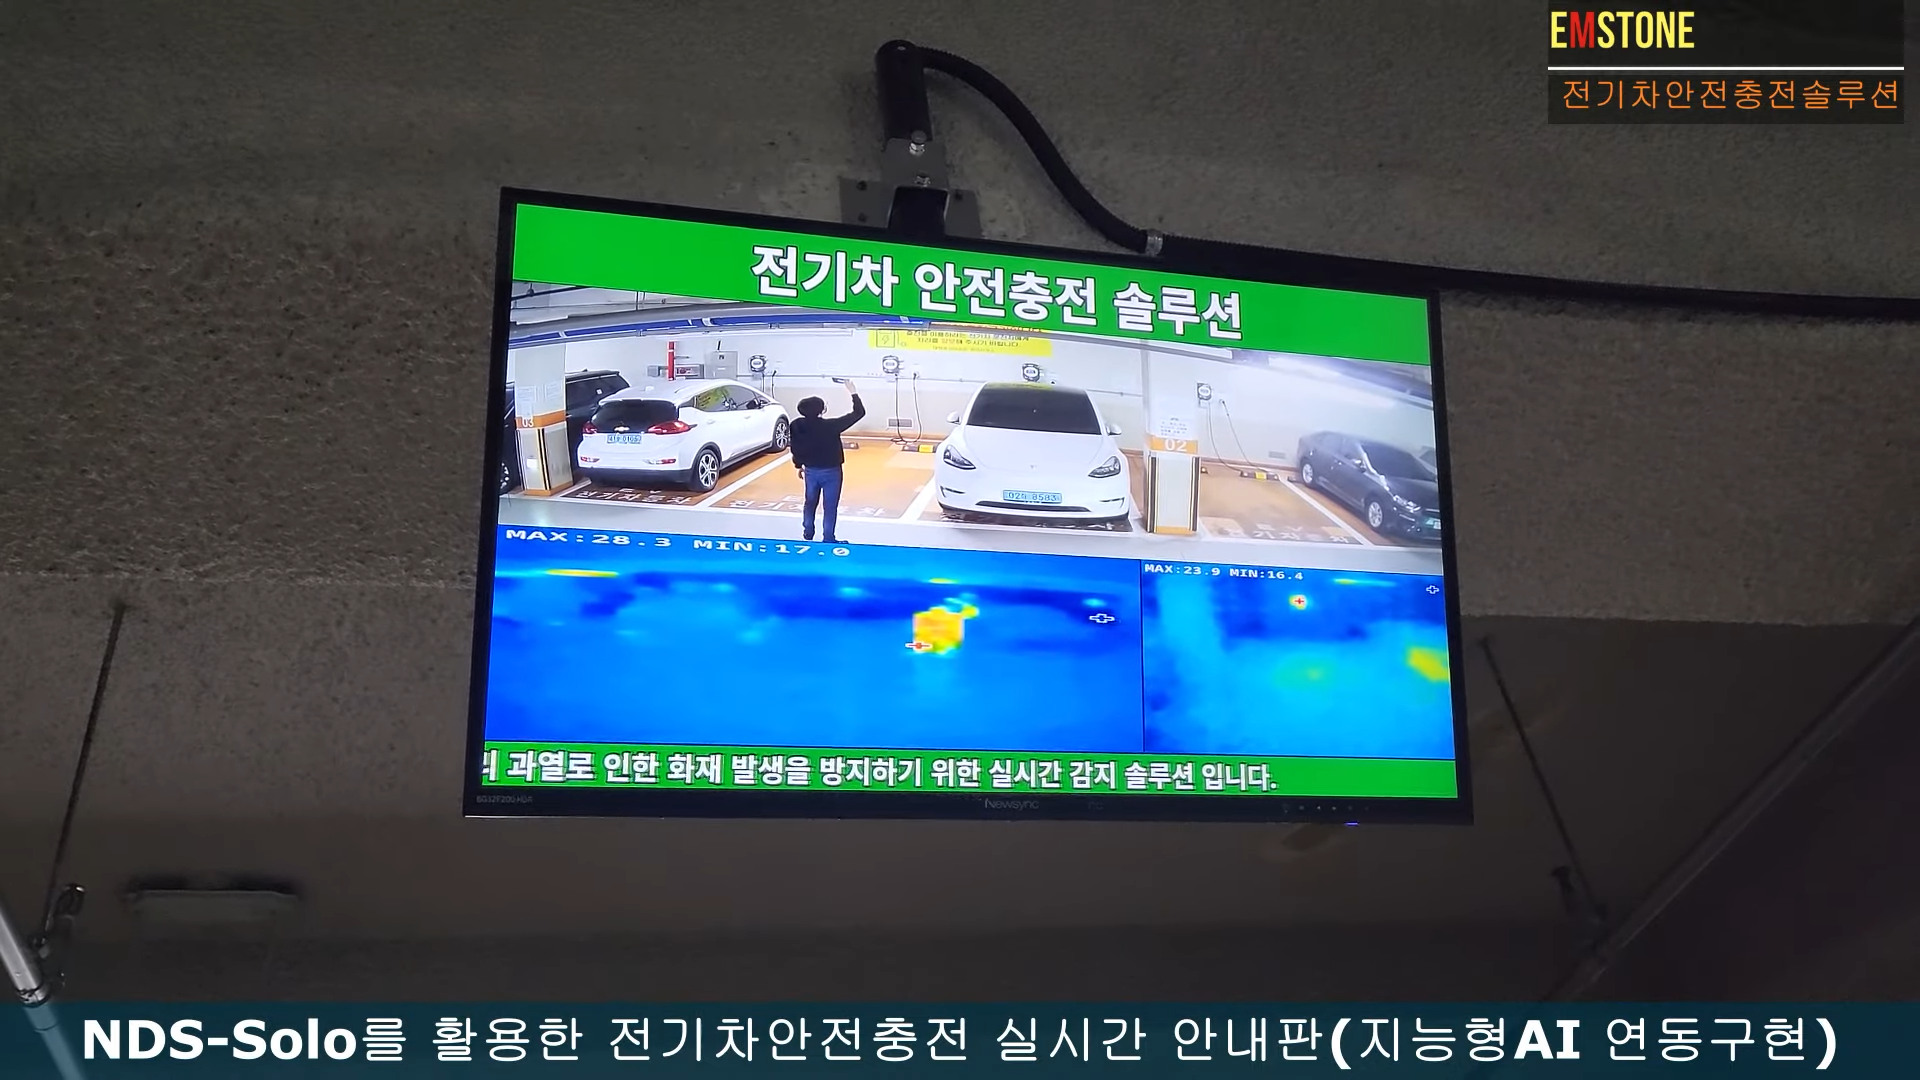 EMSTONE
전기차안전충전솔루션
전기차 안전충전 솔루션
03
02
MAX:28.3 MIN:17.0
MAX:23.9 MIN:16.4
과열로 인한 화재 발생을 방지하기 위한 실시간 감지 솔루션 입니다.
Newsync
NDS-Solo를 활용한 전기차안전충전 실시간 안내판(지능형AI 연동구현)